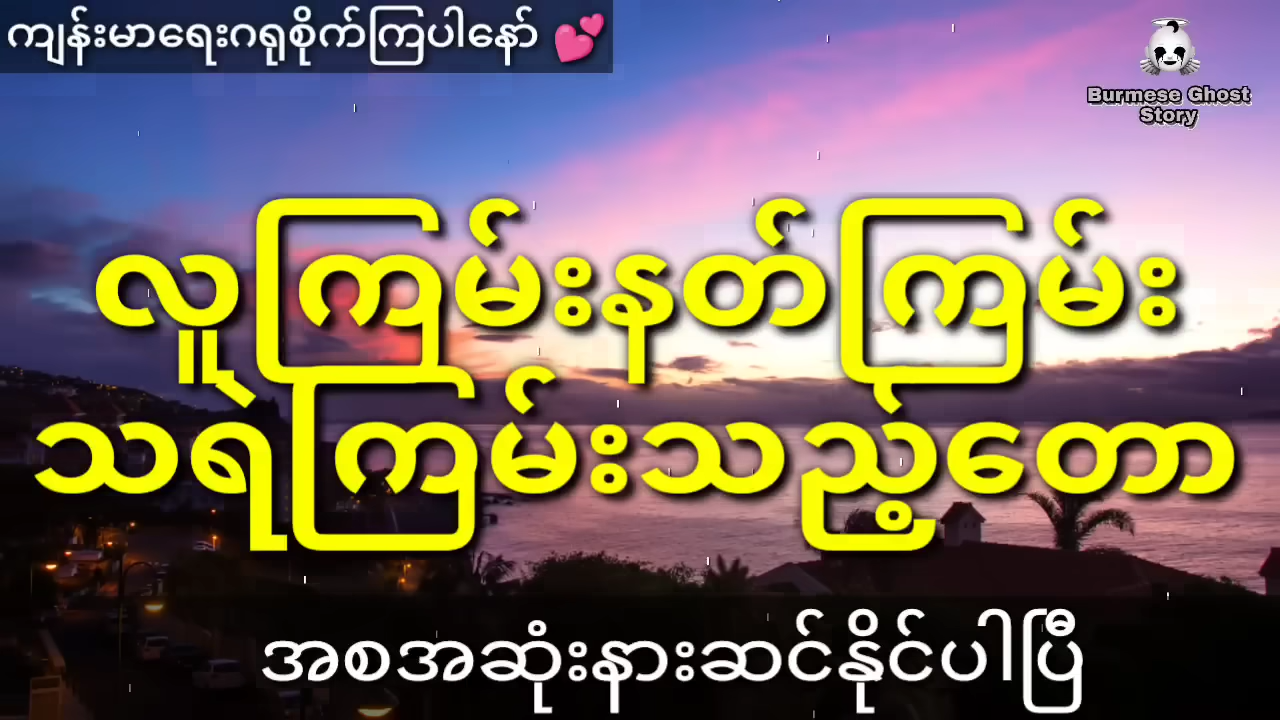 ကျန်းမာရေးဂရုစိုက်ကြပါနော် 💕
Burmese Ghost
Story
လူကြမ်းနတ်ကြမ်း
သရဲကြမ်းသည့်တော
အစအဆုံးနားဆင်နိုင်ပါပြီ